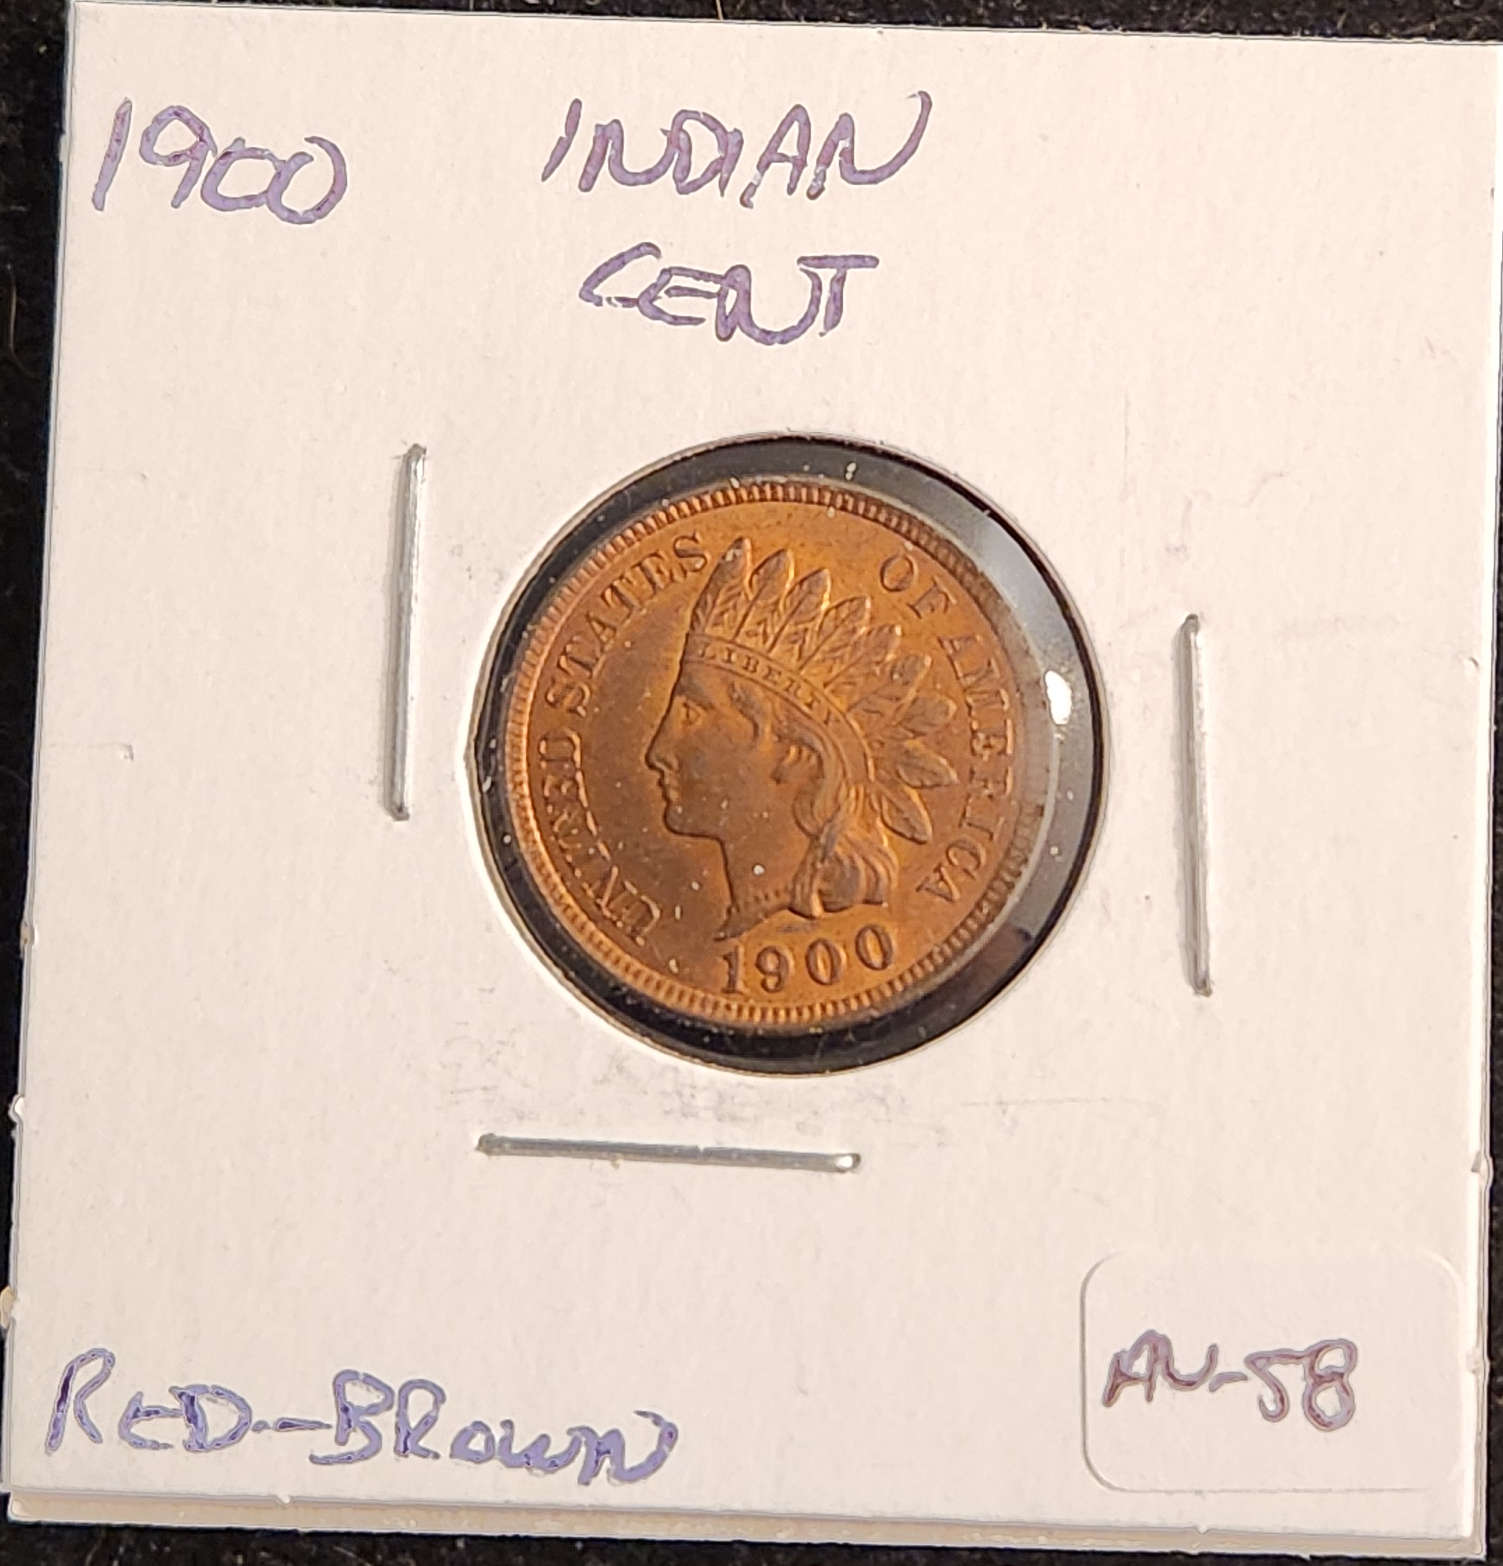 1900 INDIAN
CENT
UNITED STATES OF AMERICA
LIBERTY
1900
RED-BROWN
AU-58